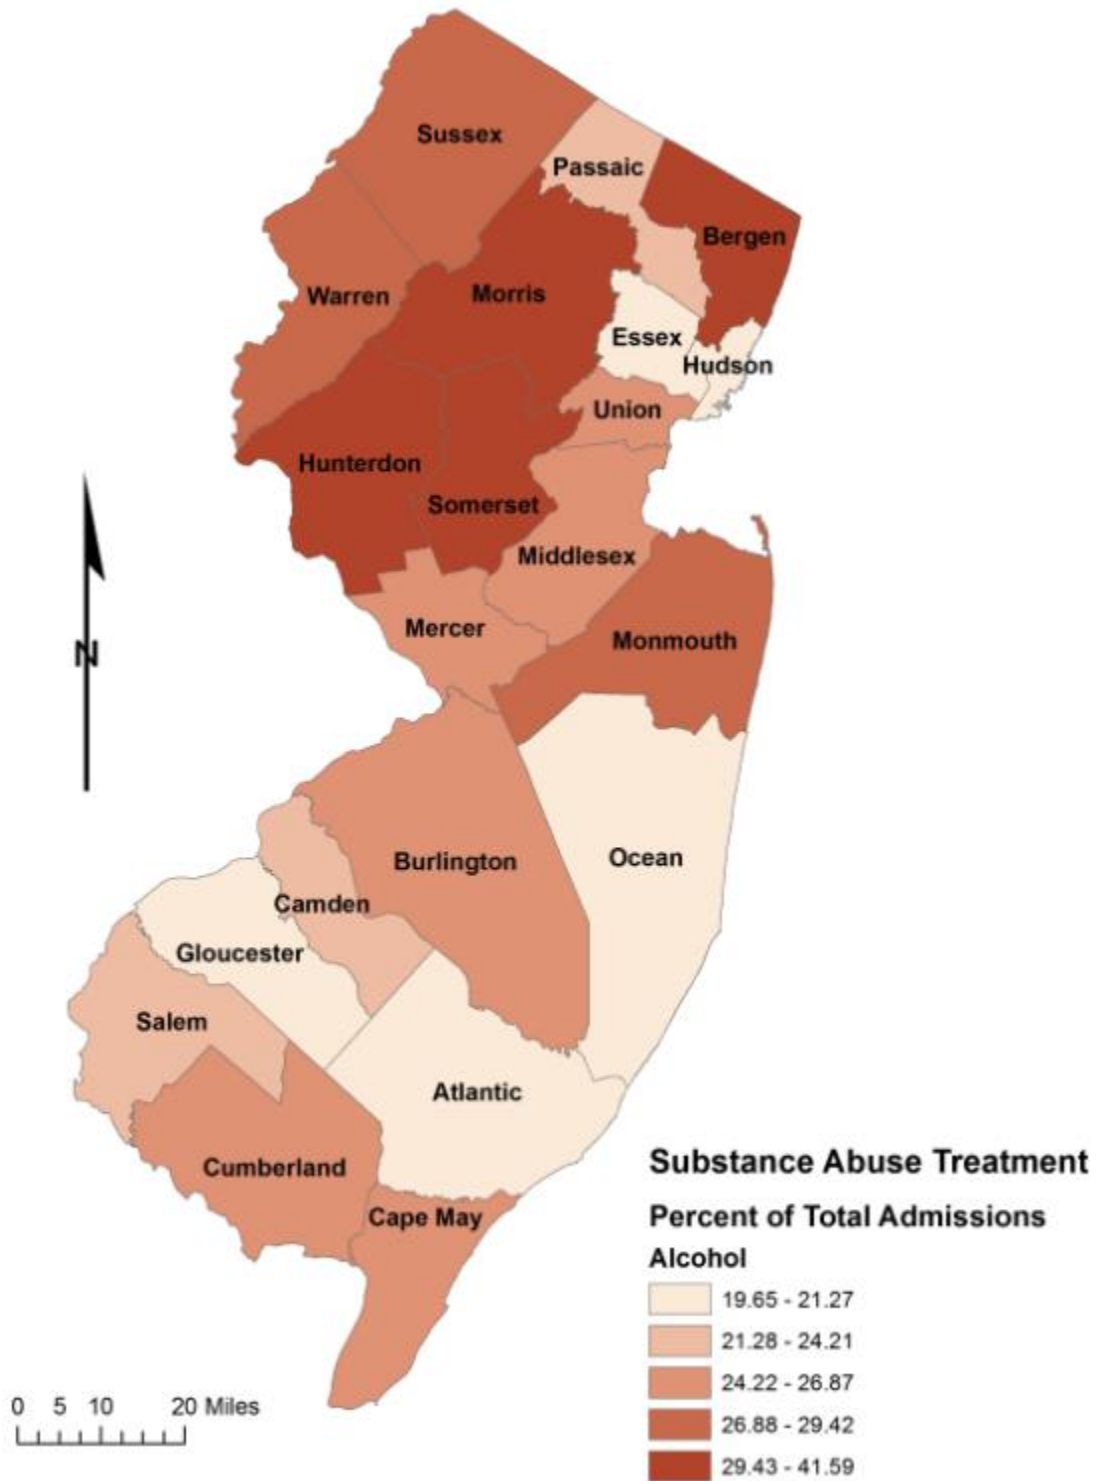 Sussex
Passaic
Bergen
Warren
Morris
Essex
Hudson
Union
Hunterdon
Somerset
Middlesex
Mercer
Monmouth
N
Burlington
Ocean
Camden
Gloucester
Salem
Atlantic
Cumberland
Cape May
Substance Abuse Treatment
Percent of Total Admissions
Alcohol
19.65 - 21.27
21.28 - 24.21
24.22 - 26.87
26.88 - 29.42
29.43 - 41.59
0 5 10 20 Miles